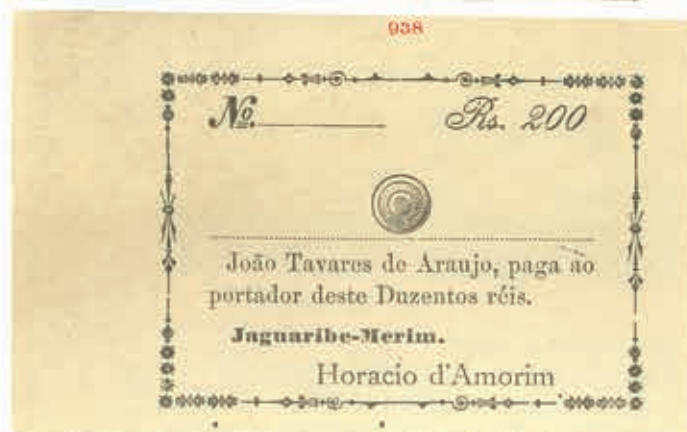 938
No. Rs. 200
João Tavares de Araujo, paga ao
portador deste Duzentos réis.
Jaguaribe-Merim.
Horacio d'Amorim